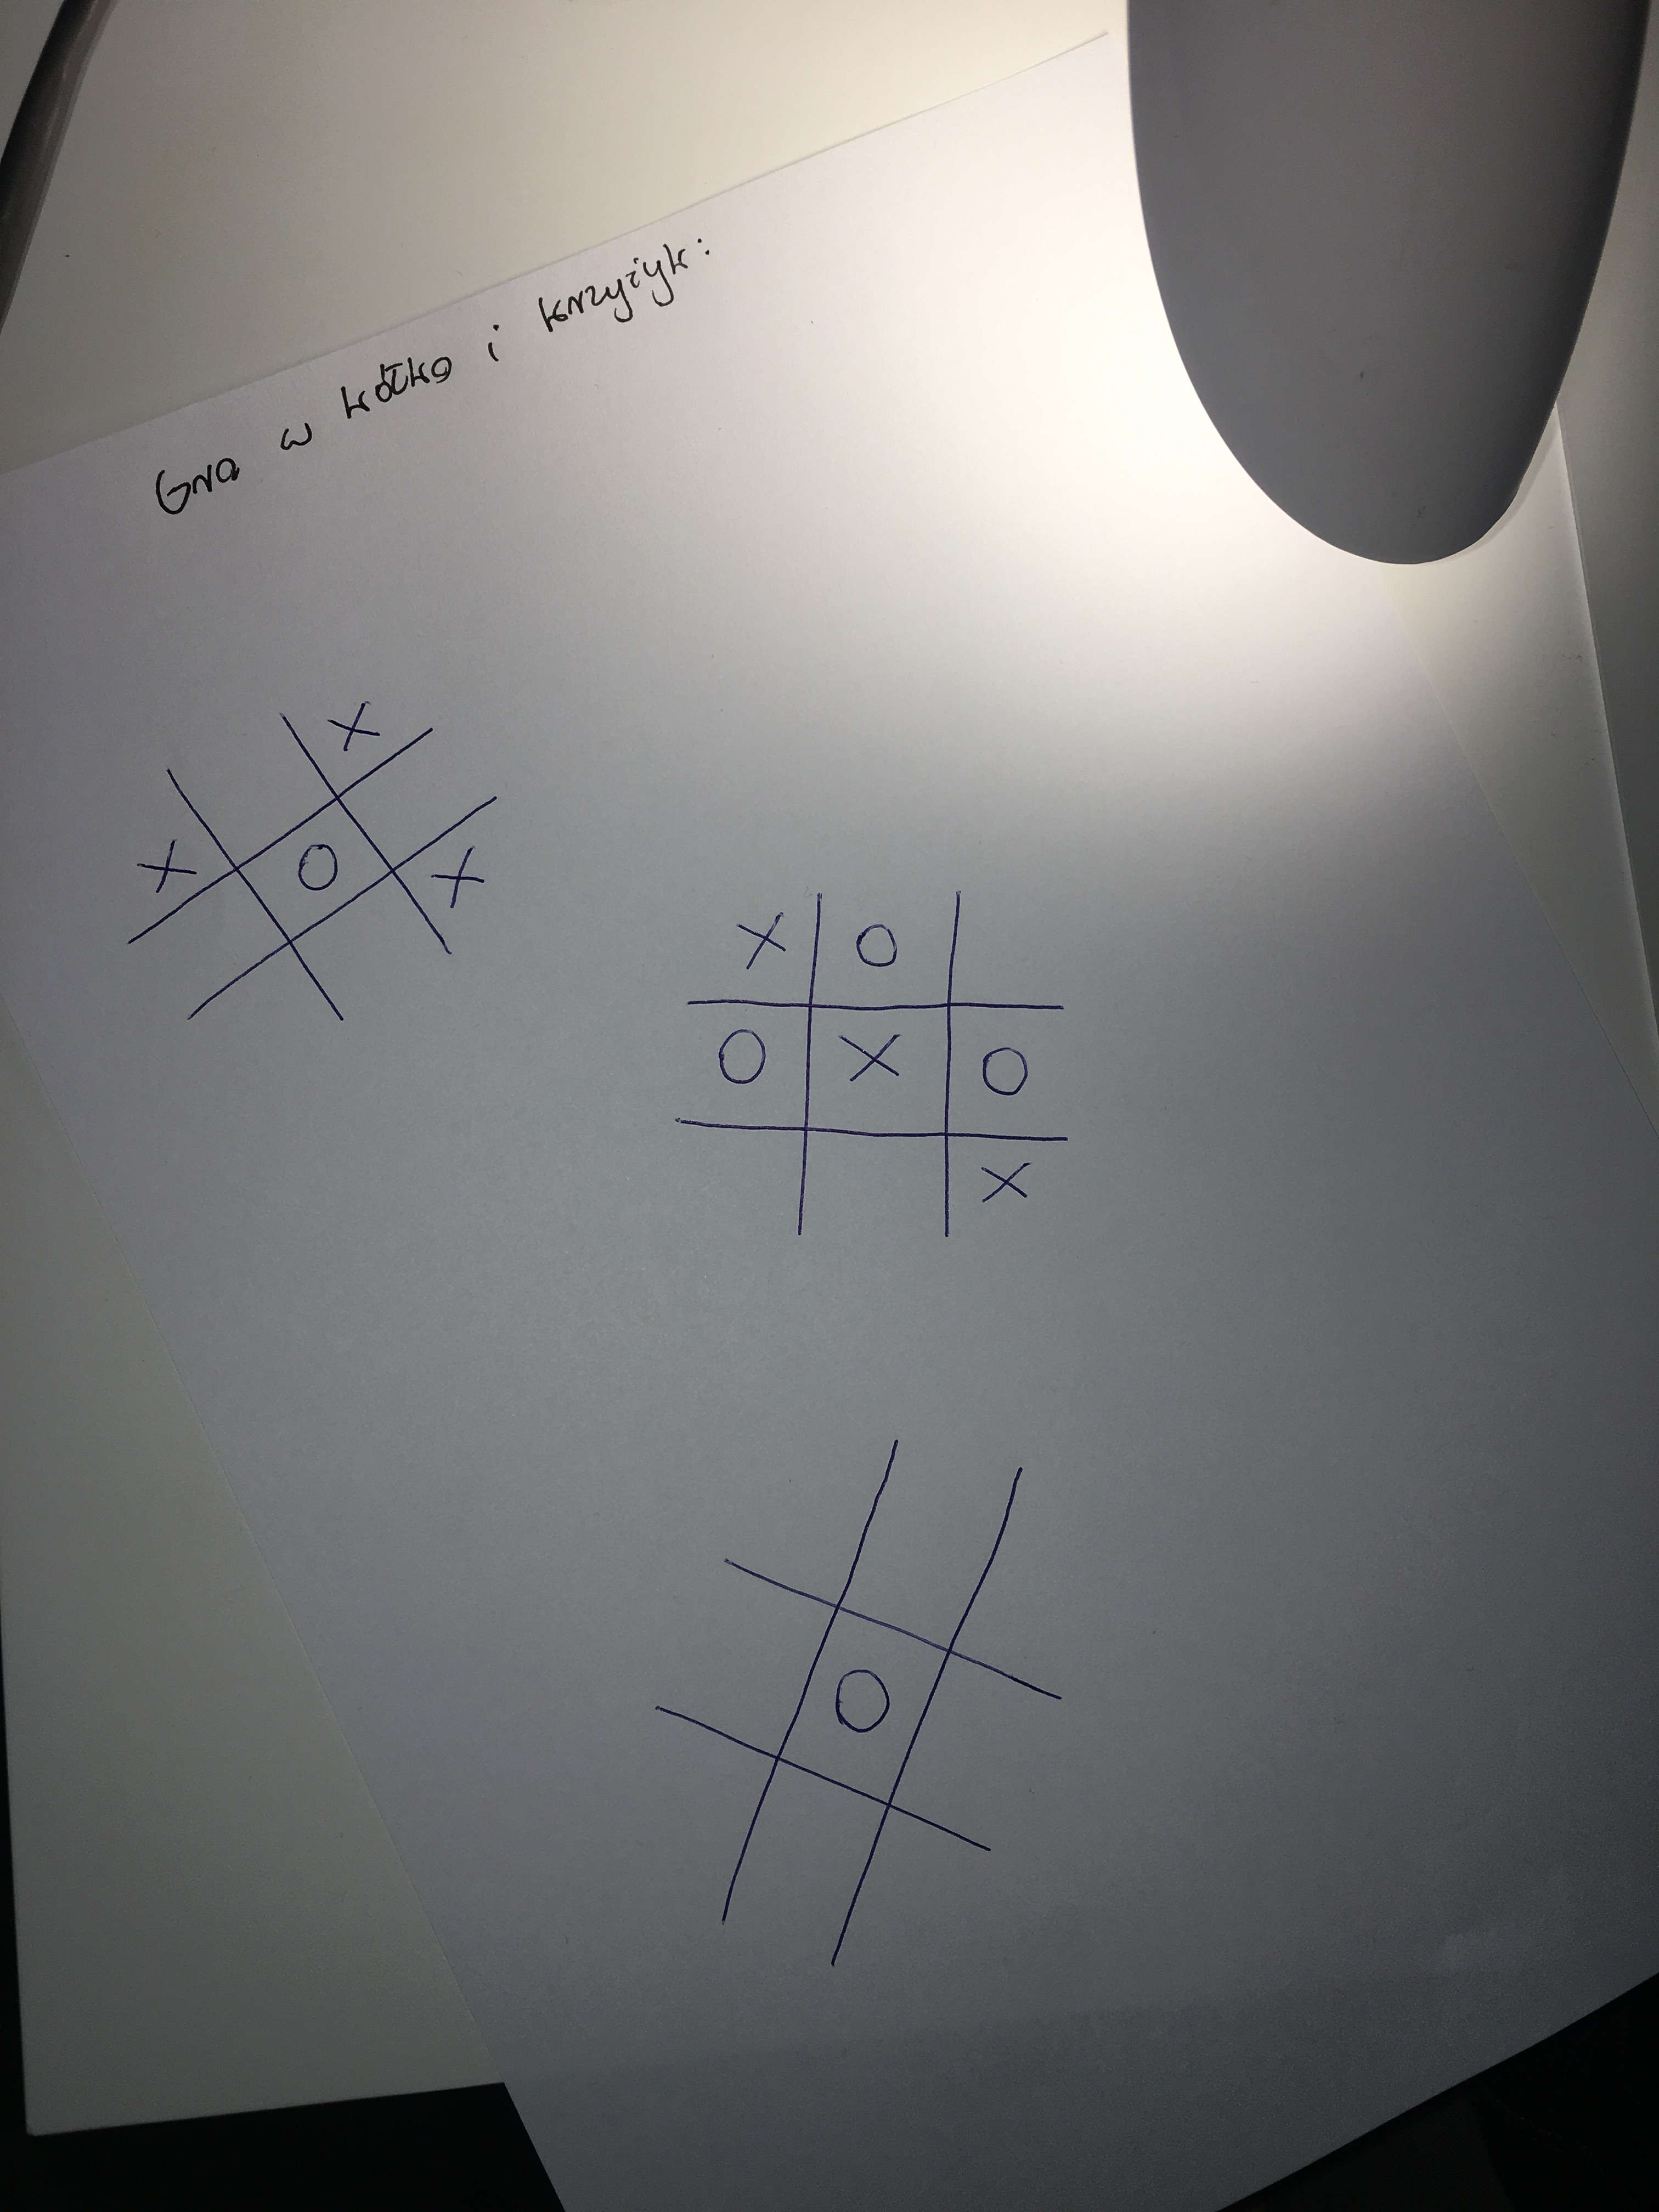 Gra w kółko i krzyżyk:
X
X O X
X O
O X O
X
O